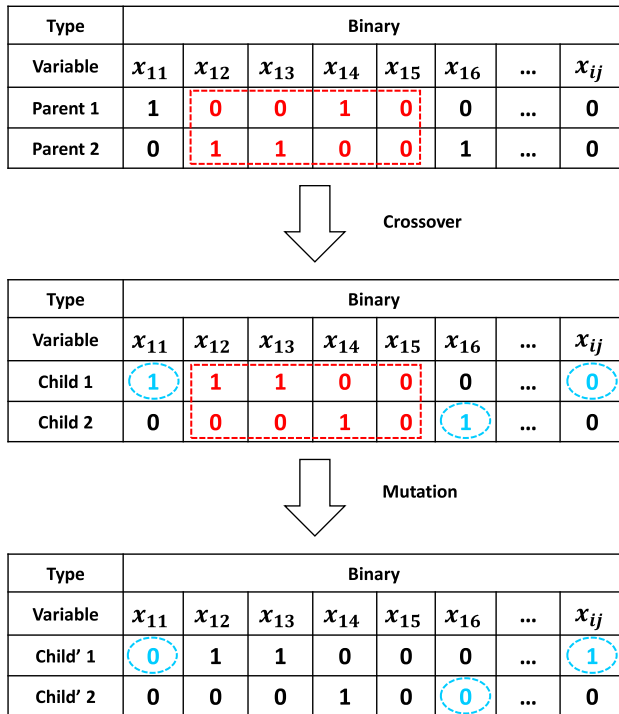 Type Binary
Variable x11 x12 x13 x14 x15 x16 ... xij
Parent 1 1 0 0 1 0 0 ... 0
Parent 2 0 1 1 0 0 1 ... 0
Crossover
Type Binary
Variable x11 x12 x13 x14 x15 x16 ... xij
Child 1 1 1 1 0 0 0 ... 0
Child 2 0 0 0 1 0 1 ... 0
Mutation
Type Binary
Variable x11 x12 x13 x14 x15 x16 ... xij
Child' 1 0 1 1 0 0 0 ... 1
Child' 2 0 0 0 1 0 0 ... 0